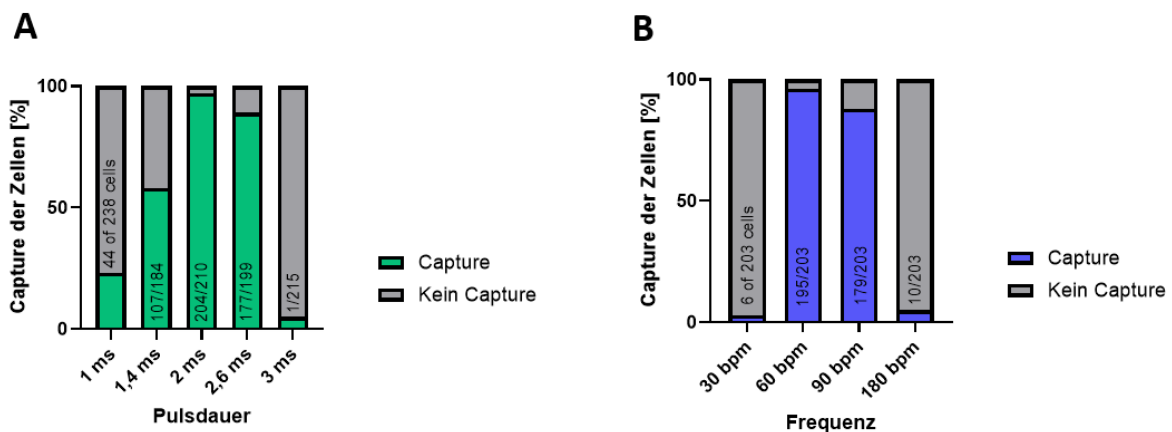 A
Capture der Zellen [%]
100
50
0
44 of 238 cells
107/184
204/210
177/199
1/215
1 ms
1,4 ms
2 ms
2,6 ms
3 ms
Pulsdauer
Capture
Kein Capture
B
Capture der Zellen [%]
100
50
0
6 of 203 cells
195/203
179/203
10/203
30 bpm
60 bpm
90 bpm
180 bpm
Frequenz
Capture
Kein Capture